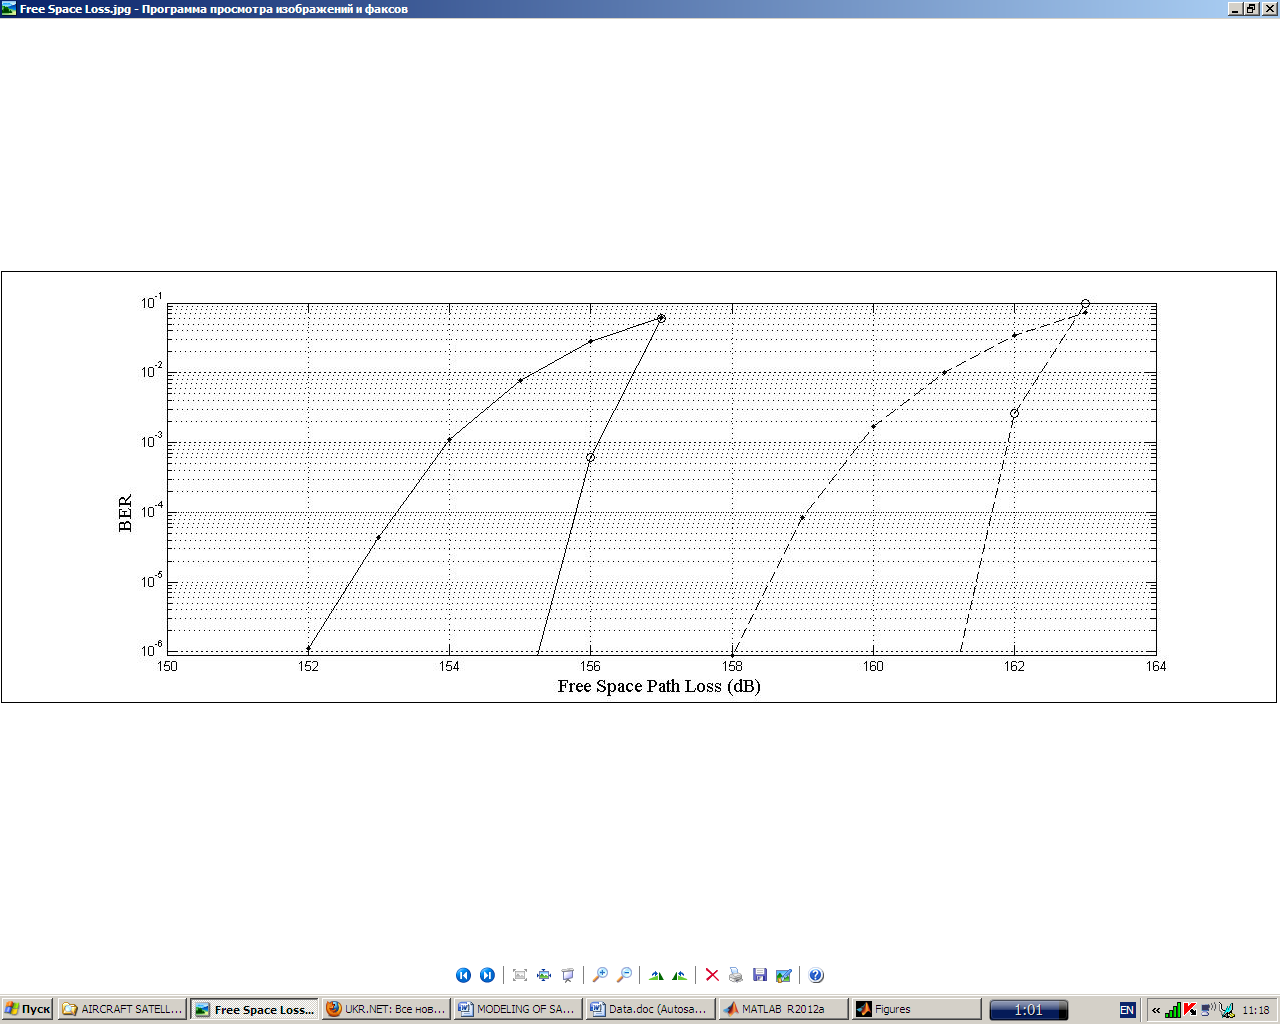 Free Space Loss.jpg - Программа просмотра изображений и факсов
10-1
10-2
10-3
10-4
10-5
10-6
BER
150 152 154 156 158 160 162 164
Free Space Path Loss (dB)
Пуск AIRCRAFT SATELL... Free Space Loss... UKR.NET: Все нов... MODELING OF SA... Data.doc (Autosa... MATLAB R2012a Figures 1:01 EN « 11:18